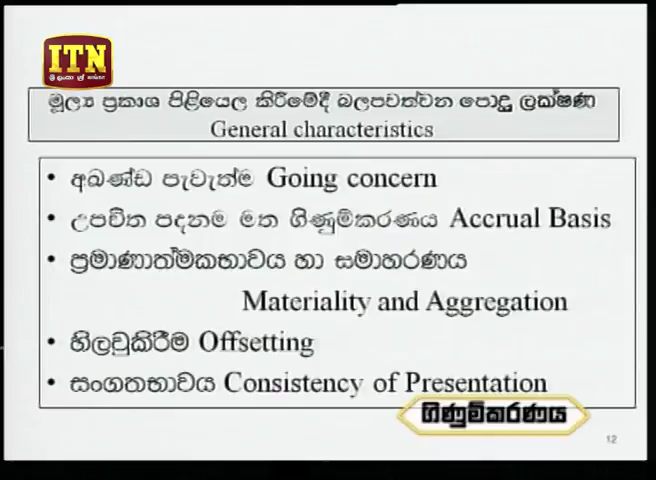 ITN
මූල්‍ය ප්‍රකාශ පිළියෙල කිරීමේදී බලපවත්වන පොදු ලක්ෂණ
General characteristics
• අඛණ්ඩ පැවැත්ම Going concern
• උපචිත පදනම මත ගිණුම්කරණය Accrual Basis
• ප්‍රමාණාත්මකභාවය හා සමාහරණය
Materiality and Aggregation
• හිලව්කිරීම Offsetting
• සංගතභාවය Consistency of Presentation
ගිණුම්කරණය
12